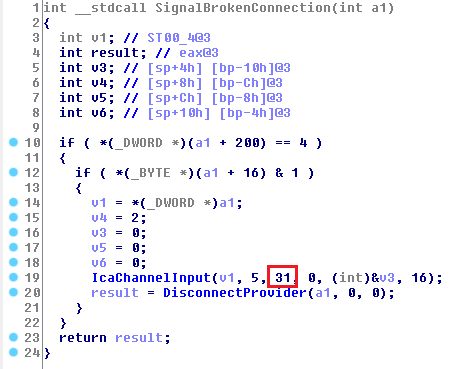 1 int __stdcall SignalBrokenConnection(int a1)
2 {
3 int v1; // ST00_4@3
4 int result; // eax@3
5 int v3; // [sp+4h] [bp-10h]@3
6 int v4; // [sp+8h] [bp-Ch]@3
7 int v5; // [sp+Ch] [bp-8h]@3
8 int v6; // [sp+10h] [bp-4h]@3
9
10 if ( *(_DWORD *)(a1 + 200) == 4 )
11 {
12 if ( *(_BYTE *)(a1 + 16) & 1 )
13 {
14 v1 = *(_DWORD *)a1;
15 v4 = 2;
16 v3 = 0;
17 v5 = 0;
18 v6 = 0;
19 IcaChannelInput(v1, 5, 31, 0, (int)&v3, 16);
20 result = DisconnectProvider(a1, 0, 0);
21 }
22 }
23 return result;
24 }